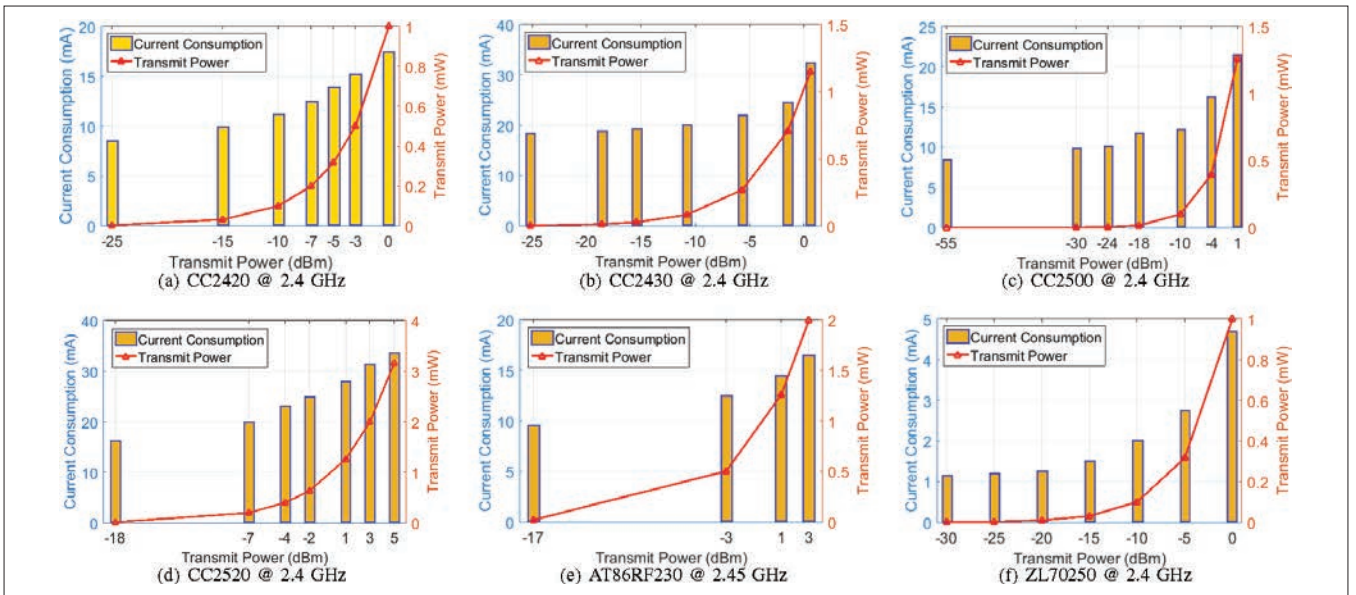 20
15
10
5
0
Current Consumption (mA)
Current Consumption
Transmit Power
1
0.8
0.6
0.4
0.2
0
Transmit Power (mW)
-25 -15 -10 -7 -5 -3 0
Transmit Power (dBm)
(a) CC2420 @ 2.4 GHz
40
30
20
10
0
Current Consumption (mA)
Current Consumption
Transmit Power
1.5
1
0.5
0
Transmit Power (mW)
-25 -20 -15 -10 -5 0
Transmit Power (dBm)
(b) CC2430 @ 2.4 GHz
25
20
15
10
5
0
Current Consumption (mA)
Current Consumption
Transmit Power
1.5
1
0.5
0
Transmit Power (mW)
-55 -30 -24 -18 -10 -4 1
Transmit Power (dBm)
(c) CC2500 @ 2.4 GHz
40
30
20
10
0
Current Consumption (mA)
Current Consumption
Transmit Power
4
3
2
1
0
Transmit Power (mW)
-18 -7 -4 -2 1 3 5
Transmit Power (dBm)
(d) CC2520 @ 2.4 GHz
20
15
10
5
0
Current Consumption (mA)
Current Consumption
Transmit Power
2
1.5
1
0.5
0
Transmit Power (mW)
-17 -3 1 3
Transmit Power (dBm)
(e) AT86RF230 @ 2.45 GHz
5
4
3
2
1
0
Current Consumption (mA)
Current Consumption
Transmit Power
1
0.8
0.6
0.4
0.2
0
Transmit Power (mW)
-30 -25 -20 -15 -10 -5 0
Transmit Power (dBm)
(f) ZL70250 @ 2.4 GHz